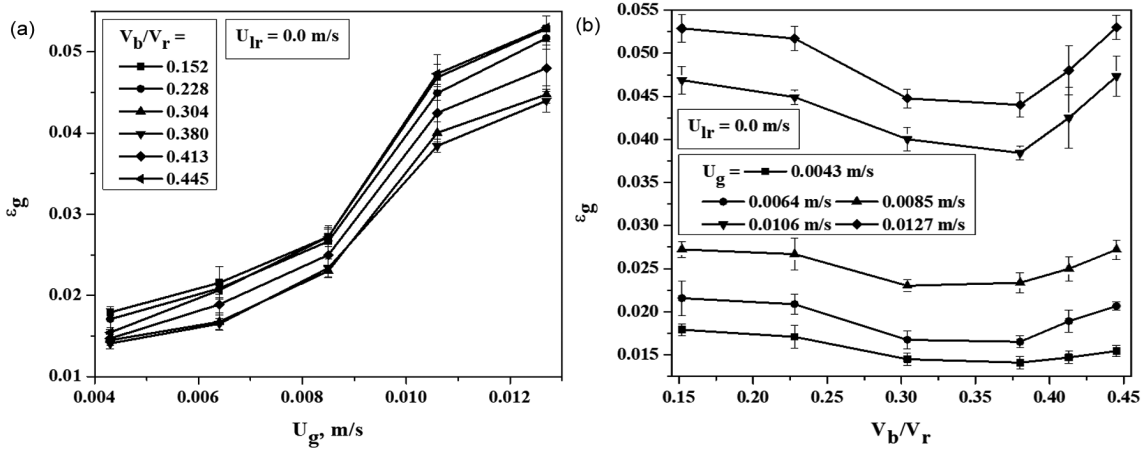 (a)
V_b/V_r =
0.152
0.228
0.304
0.380
0.413
0.445
U_lr = 0.0 m/s
0.05
0.04
0.03
0.02
0.01
ε_g
0.004 0.006 0.008 0.010 0.012
U_g, m/s
(b)
0.055
0.050
0.045
0.040
0.035
0.030
0.025
0.020
0.015
ε_g
U_lr = 0.0 m/s
U_g = 0.0043 m/s
0.0064 m/s 0.0085 m/s
0.0106 m/s 0.0127 m/s
0.15 0.20 0.25 0.30 0.35 0.40 0.45
V_b/V_r